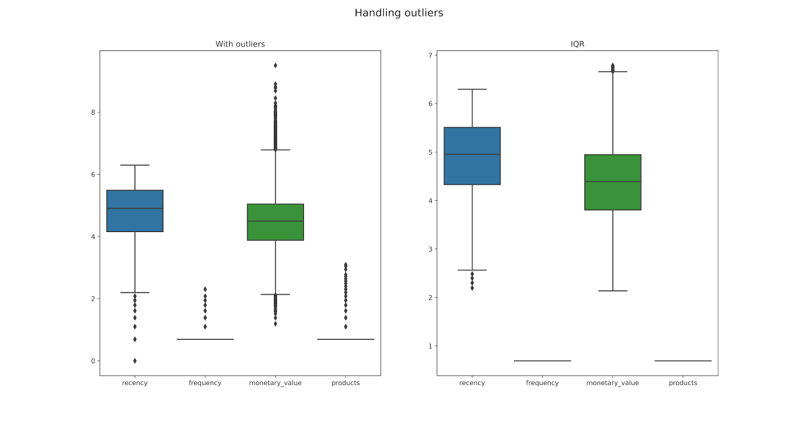 Handling outliers
With outliers
IQR
8
6
4
2
0
recency frequency monetary_value products
7
6
5
4
3
2
1
recency frequency monetary_value products